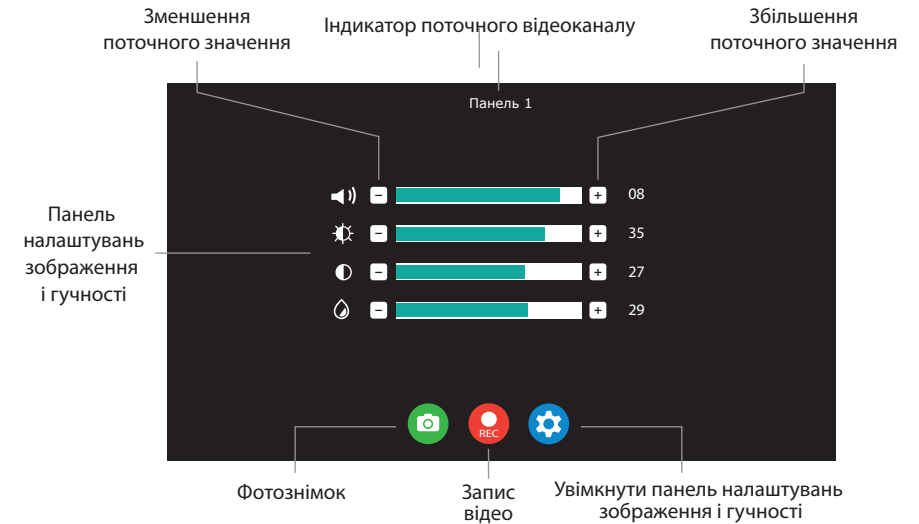 Зменшення
поточного значення
Індикатор поточного відеоканалу
Збільшення
поточного значення
Панель 1
08
35
27
29
Панель
налаштувань
зображення
і гучності
REC
Фотознімок
Запис
відео
Увімкнути панель налаштувань
зображення і гучності